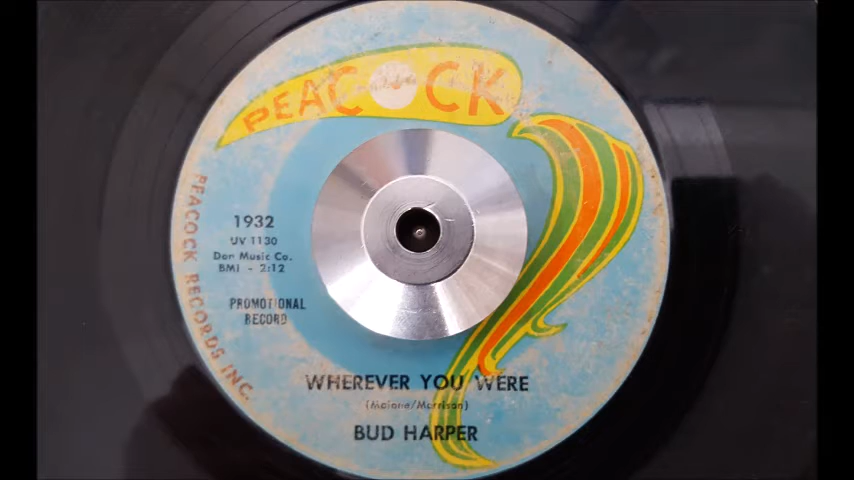 PEACOCK
PEACOCK RECORDS INC.
1932
UV 1130
Don Music Co.
BMI - 2:12
PROMOTIONAL
RECORD
WHEREVER YOU WERE
(Malone/Morrison)
BUD HARPER